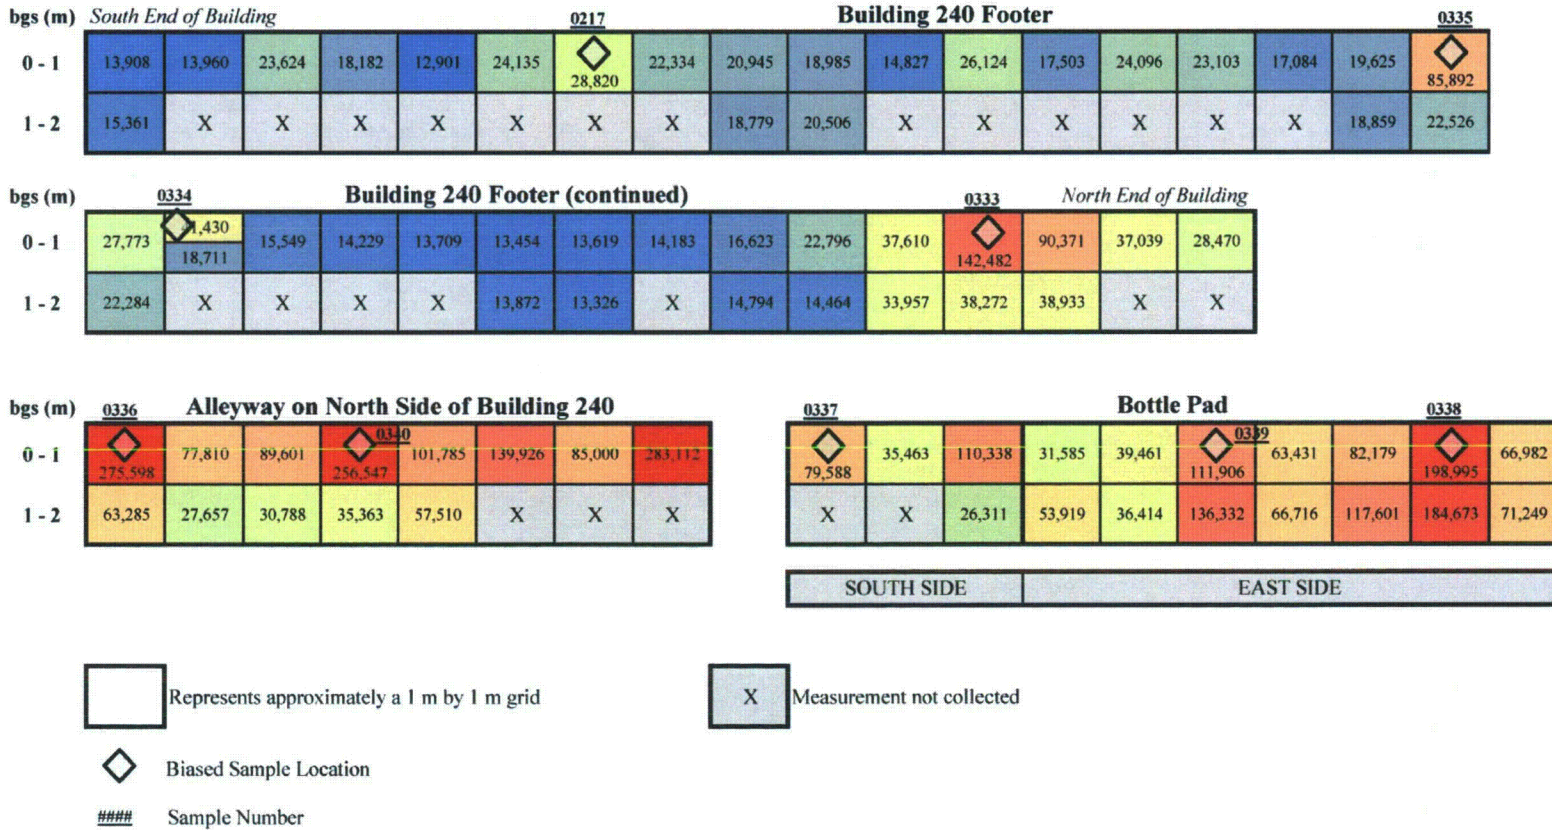 bgs (m) South End of Building 0217 Building 240 Footer 0335
0 - 1 13,908 13,960 23,624 18,182 12,901 24,135 28,820 22,334 20,945 18,985 14,827 26,124 17,503 24,096 23,103 17,084 19,625 85,892
1 - 2 15,361 X X X X X X X 18,779 20,506 X X X X X X 18,859 22,526
bgs (m) 0334 Building 240 Footer (continued) 0333 North End of Building
0 - 1 27,773 1,430 15,549 14,229 13,709 13,454 13,619 14,183 16,623 22,796 37,610 142,482 90,371 37,039 28,470
18,711
1 - 2 22,284 X X X X 13,872 13,326 X 14,794 14,464 33,957 38,272 38,933 X X
bgs (m) 0336 Alleyway on North Side of Building 240 0337 Bottle Pad 0338
0340 0339
0 - 1 275,598 77,810 89,601 256,547 101,785 139,926 85,000 283,112 79,588 35,463 110,338 31,585 39,461 111,906 63,431 82,179 198,995 66,982
1 - 2 63,285 27,657 30,788 35,363 57,510 X X X X X 26,311 53,919 36,414 136,332 66,716 117,601 184,673 71,249
SOUTH SIDE EAST SIDE
Represents approximately a 1 m by 1 m grid X Measurement not collected
Biased Sample Location
#### Sample Number